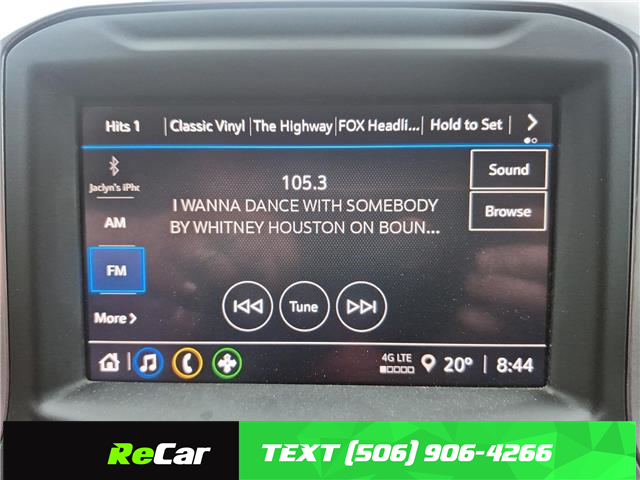 Hits 1 Classic Vinyl The Highway FOX Headli... Hold to Set >
Jaclyn's iPhc
AM
FM
More >
105.3
I WANNA DANCE WITH SOMEBODY
BY WHITNEY HOUSTON ON BOUN...
Sound
Browse
Tune
4G LTE 20° 8:44
ReCar TEXT (506) 906-4266